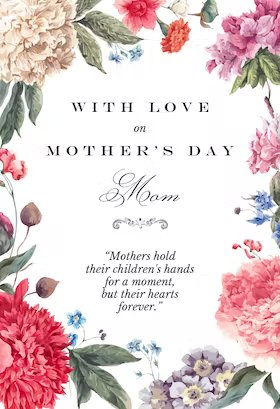 WITH LOVE
on
MOTHER'S DAY
Mom
“Mothers hold
their children's hands
for a moment,
but their hearts
forever.”